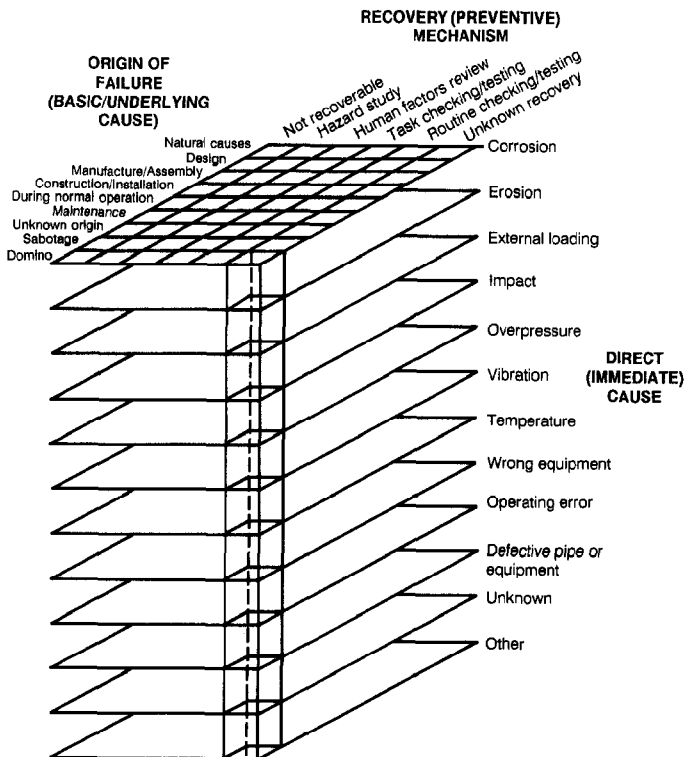 RECOVERY (PREVENTIVE)
MECHANISM
ORIGIN OF
FAILURE
(BASIC/UNDERLYING
CAUSE)
Not recoverable
Hazard study
Human factors review
Task checking/testing
Routine checking/testing
Unknown recovery
Natural causes
Design
Manufacture/Assembly
Construction/Installation
During normal operation
Maintenance
Unknown origin
Sabotage
Domino
Corrosion
Erosion
External loading
Impact
Overpressure
Vibration
Temperature
Wrong equipment
Operating error
Defective pipe or
equipment
Unknown
Other
DIRECT
(IMMEDIATE)
CAUSE